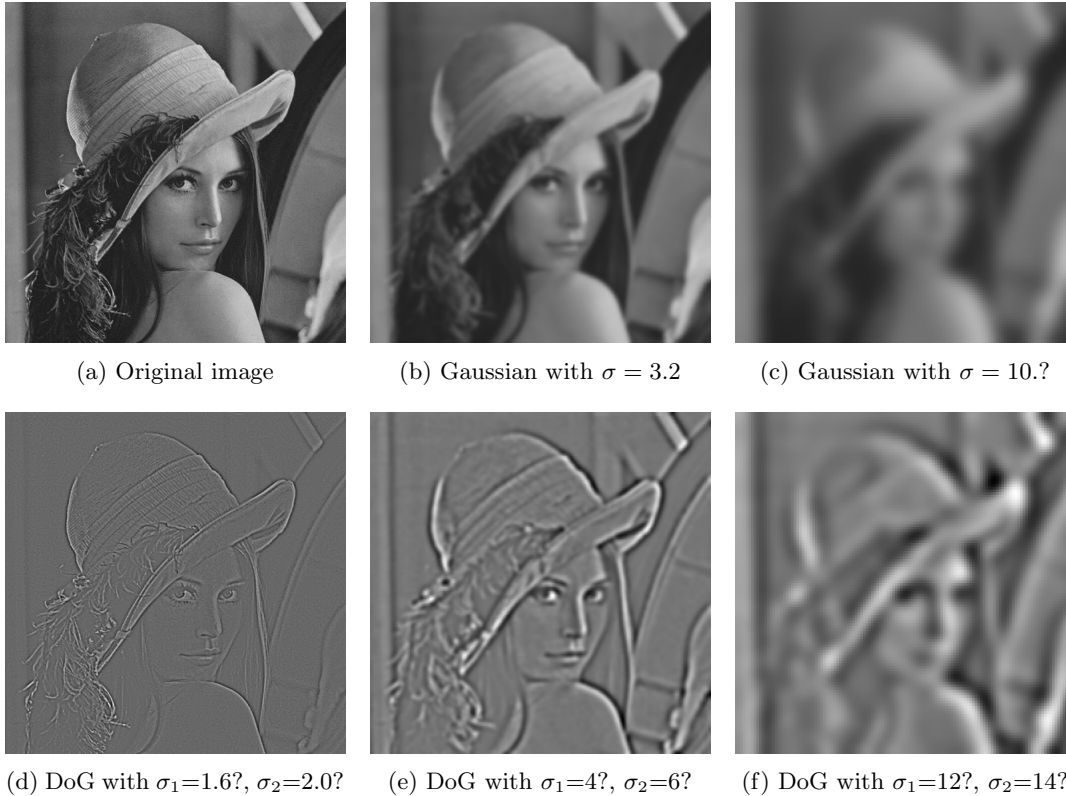 (a) Original image
(b) Gaussian with σ = 3.2
(c) Gaussian with σ = 10.?
(d) DoG with σ₁=1.6?, σ₂=2.0?
(e) DoG with σ₁=4?, σ₂=6?
(f) DoG with σ₁=12?, σ₂=14?